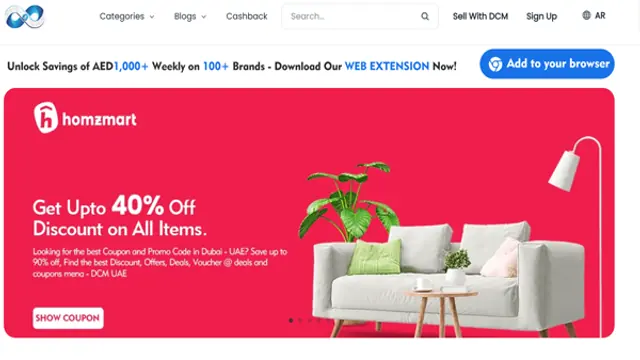 Categories Blogs Cashback Search... Sell With DCM Sign Up AR
Unlock Savings of AED1,000+ Weekly on 100+ Brands - Download Our WEB EXTENSION Now!
Add to your browser
homzmart
Get Upto 40% Off
Discount on All Items.
Looking for the best Coupon and Promo Code in Dubai - UAE? Save up to
90% off, Find the best Discount, Offers, Deals, Voucher @ deals and
coupons mena - DCM UAE
SHOW COUPON